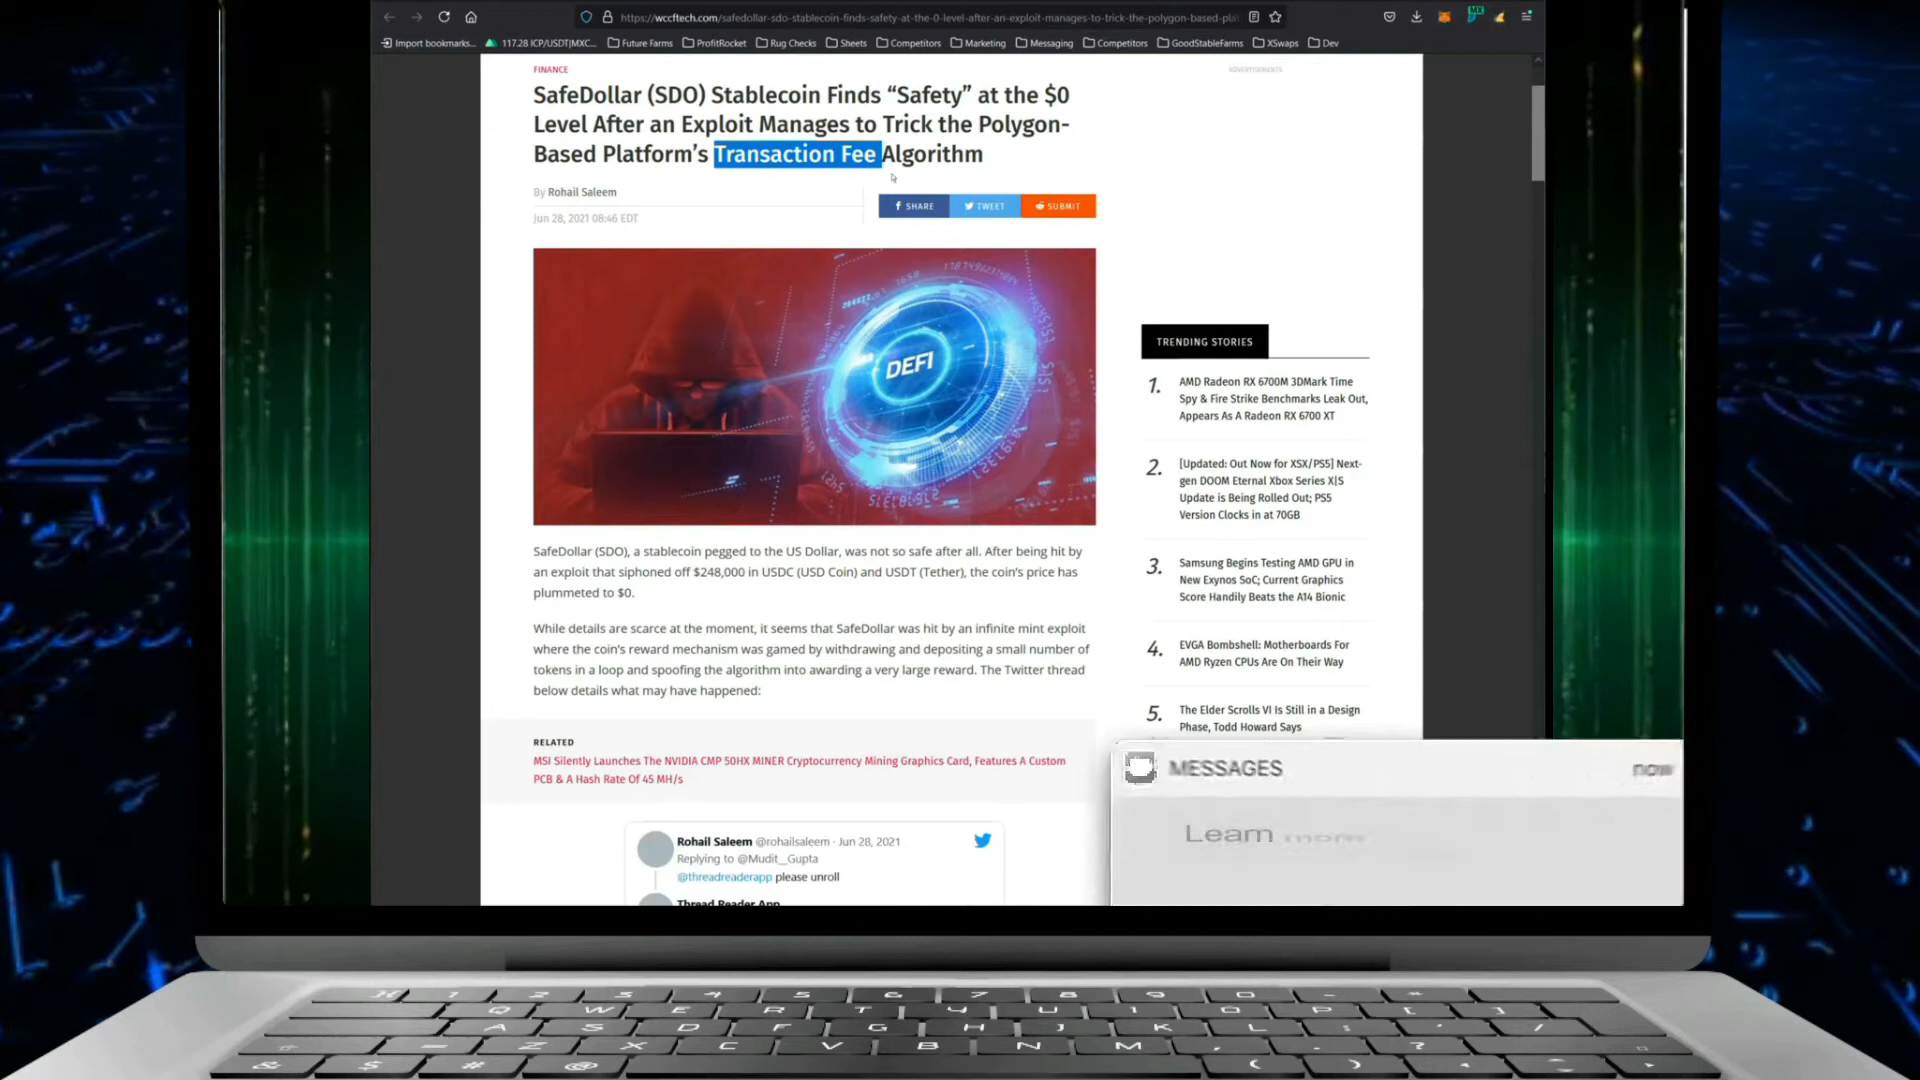 https://wccftech.com/safedollar-sdo-stablecoin-finds-safety-at-the-0-level-after-an-exploit-manages-to-trick-the-polygon-based-pla
Import bookmarks... 117.28 ICP/USDT|MXC... Future Farms ProfitRocket Rug Checks Sheets Competitors Marketing Messaging Competitors GoodStableFarms XSwaps Dev
FINANCE
SafeDollar (SDO) Stablecoin Finds “Safety” at the $0
Level After an Exploit Manages to Trick the Polygon-
Based Platform’s Transaction Fee Algorithm
By Rohail Saleem
Jun 28, 2021 08:46 EDT
SHARE TWEET SUBMIT
ADVERTISEMENTS
DEFI
SafeDollar (SDO), a stablecoin pegged to the US Dollar, was not so safe after all. After being hit by
an exploit that siphoned off $248,000 in USDC (USD Coin) and USDT (Tether), the coin’s price has
plummeted to $0.
While details are scarce at the moment, it seems that SafeDollar was hit by an infinite mint exploit
where the coin’s reward mechanism was gamed by withdrawing and depositing a small number of
tokens in a loop and spoofing the algorithm into awarding a very large reward. The Twitter thread
below details what may have happened:
RELATED
MSI Silently Launches The NVIDIA CMP 50HX MINER Cryptocurrency Mining Graphics Card, Features A Custom
PCB & A Hash Rate Of 45 MH/s
Rohail Saleem @rohailsaleem · Jun 28, 2021
Replying to @Mudit__Gupta
@threadreaderapp please unroll
Thread Reader App
TRENDING STORIES
1. AMD Radeon RX 6700M 3DMark Time
Spy & Fire Strike Benchmarks Leak Out,
Appears As A Radeon RX 6700 XT
2. [Updated: Out Now for XSX/PS5] Next-
gen DOOM Eternal Xbox Series X|S
Update is Being Rolled Out; PS5
Version Clocks in at 70GB
3. Samsung Begins Testing AMD GPU in
New Exynos SoC; Current Graphics
Score Handily Beats the A14 Bionic
4. EVGA Bombshell: Motherboards For
AMD Ryzen CPUs Are On Their Way
5. The Elder Scrolls VI Is Still in a Design
Phase, Todd Howard Says
MESSAGES now
Learn more